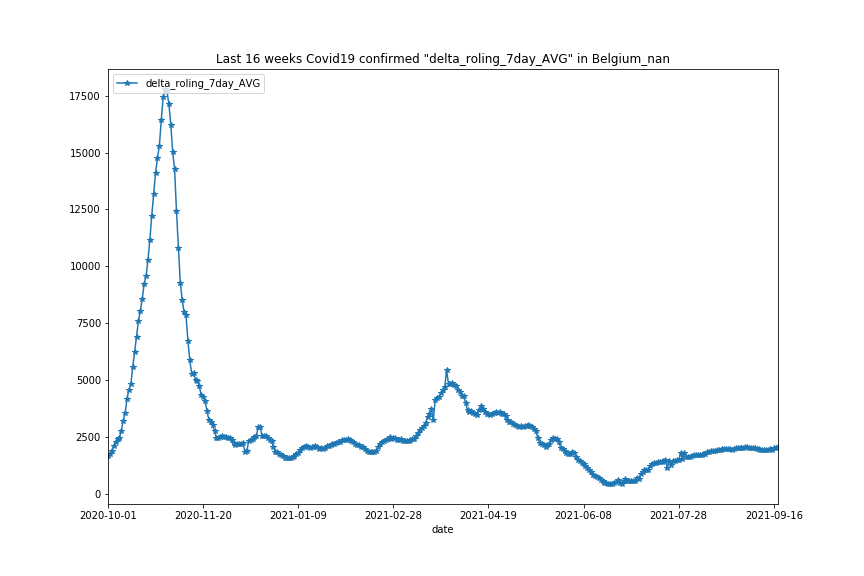 Last 16 weeks Covid19 confirmed "delta_roling_7day_AVG" in Belgium_nan
delta_roling_7day_AVG
17500
15000
12500
10000
7500
5000
2500
0
2020-10-01 2020-11-20 2021-01-09 2021-02-28 2021-04-19 2021-06-08 2021-07-28 2021-09-16
date